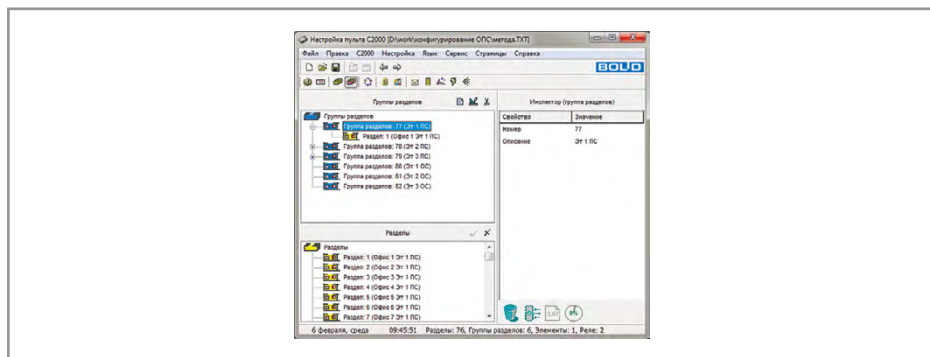 Настройка пульта C2000 [D:\work\конфигурирование ОПС\метода.TXT]
Файл Правка C2000 Настройка Язык Сервис Страницы Справка
BOLID
Группы разделов
Группы разделов
Группа разделов: 77 (Эт 1 ПС)
Раздел: 1 (Офис 1 Эт 1 ПС)
Группа разделов: 78 (Эт 2 ПС)
Группа разделов: 79 (Эт 3 ПС)
Группа разделов: 80 (Эт 1 ОС)
Группа разделов: 81 (Эт 2 ОС)
Группа разделов: 82 (Эт 3 ОС)
Инспектор (группа разделов)
Свойство Значение
Номер 77
Описание Эт 1 ПС
Разделы
Разделы
Раздел: 1 (Офис 1 Эт 1 ПС)
Раздел: 2 (Офис 2 Эт 1 ПС)
Раздел: 3 (Офис 3 Эт 1 ПС)
Раздел: 4 (Офис 4 Эт 1 ПС)
Раздел: 5 (Офис 5 Эт 1 ПС)
Раздел: 6 (Офис 6 Эт 1 ПС)
Раздел: 7 (Офис 7 Эт 1 ПС)
6 февраля, среда 09:45:51 Разделы: 76, Группы разделов: 6, Элементы: 1, Реле: 2